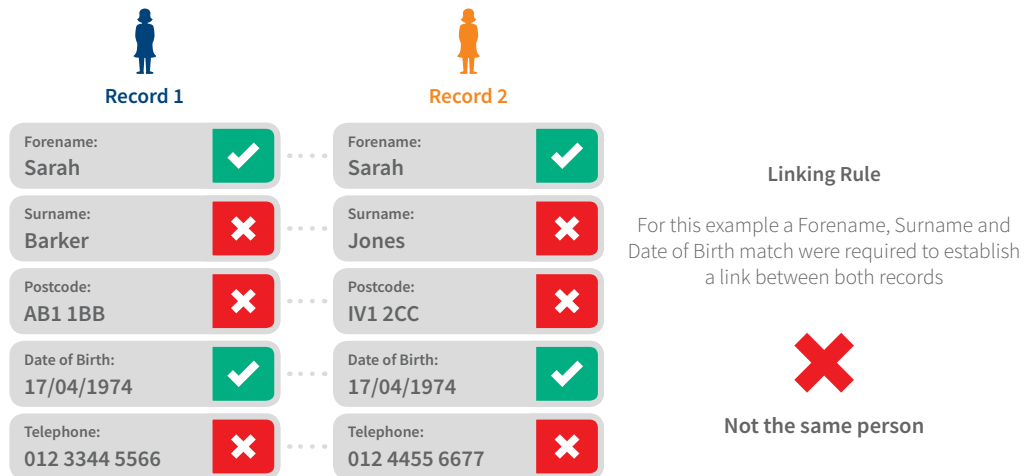 Record 1
Record 2
Forename:
Sarah
Forename:
Sarah
Surname:
Barker
Surname:
Jones
Postcode:
AB1 1BB
Postcode:
IV1 2CC
Date of Birth:
17/04/1974
Date of Birth:
17/04/1974
Telephone:
012 3344 5566
Telephone:
012 4455 6677
Linking Rule
For this example a Forename, Surname and
Date of Birth match were required to establish
a link between both records
Not the same person